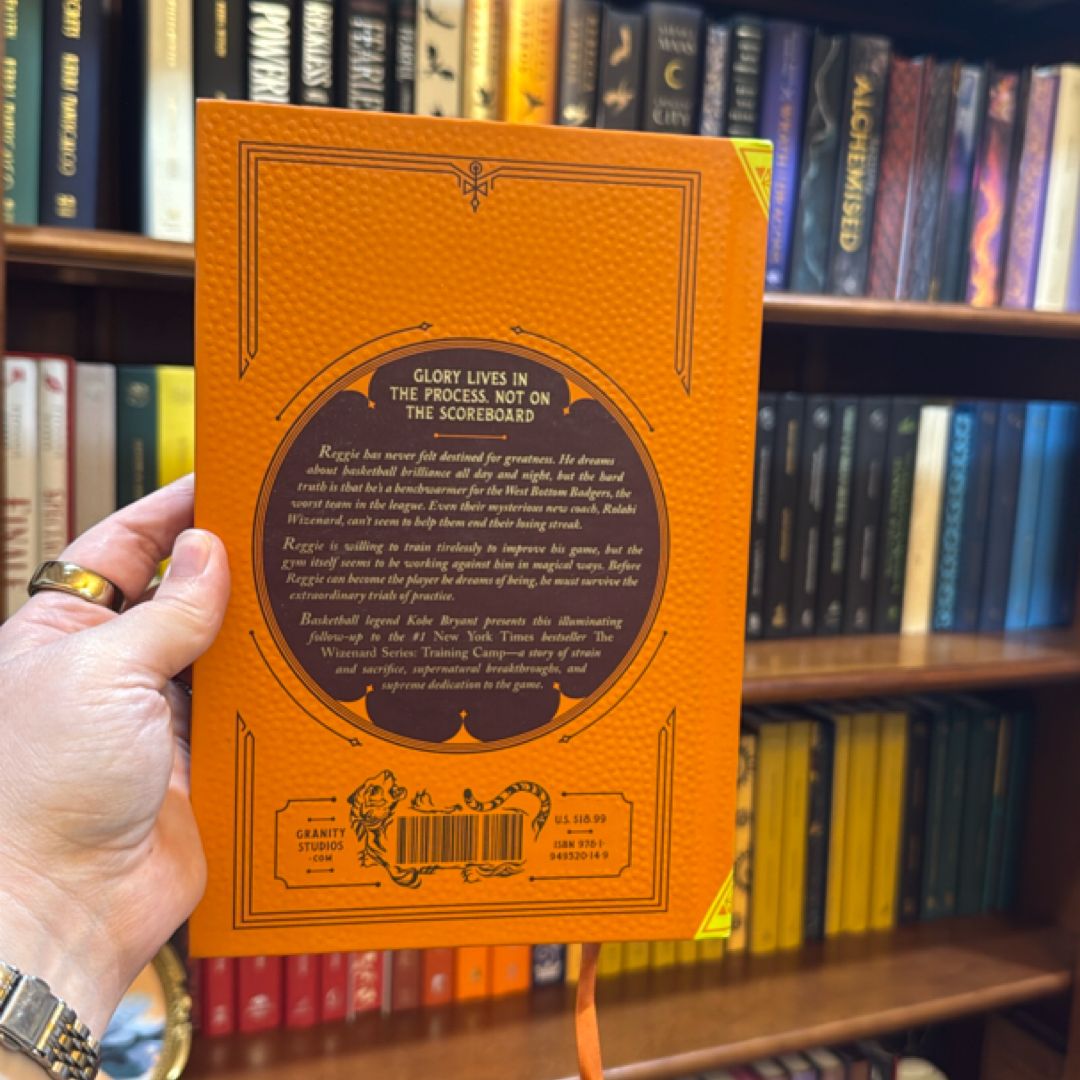 POWERL
FEARLES
CITY
ALCHEMISED
GLORY LIVES IN
THE PROCESS, NOT ON
THE SCOREBOARD
Reggie has never felt destined for greatness. He dreams
about basketball brilliance all day and night, but the hard
truth is that he's a benchwarmer for the West Bottom Badgers, the
worst team in the league. Even their mysterious new coach, Rolabi
Wizenard, can't seem to help them end their losing streak.
Reggie is willing to train tirelessly to improve his game, but the
gym itself seems to be working against him in magical ways. Before
Reggie can become the player he dreams of being, he must survive the
extraordinary trials of practice.
Basketball legend Kobe Bryant presents this illuminating
follow-up to the #1 New York Times bestseller The
Wizenard Series: Training Camp—a story of strain
and sacrifice, supernatural breakthroughs, and
supreme dedication to the game.
GRANITY
STUDIOS
.COM
U.S. $18.99
ISBN 978-1-
949520-14-9